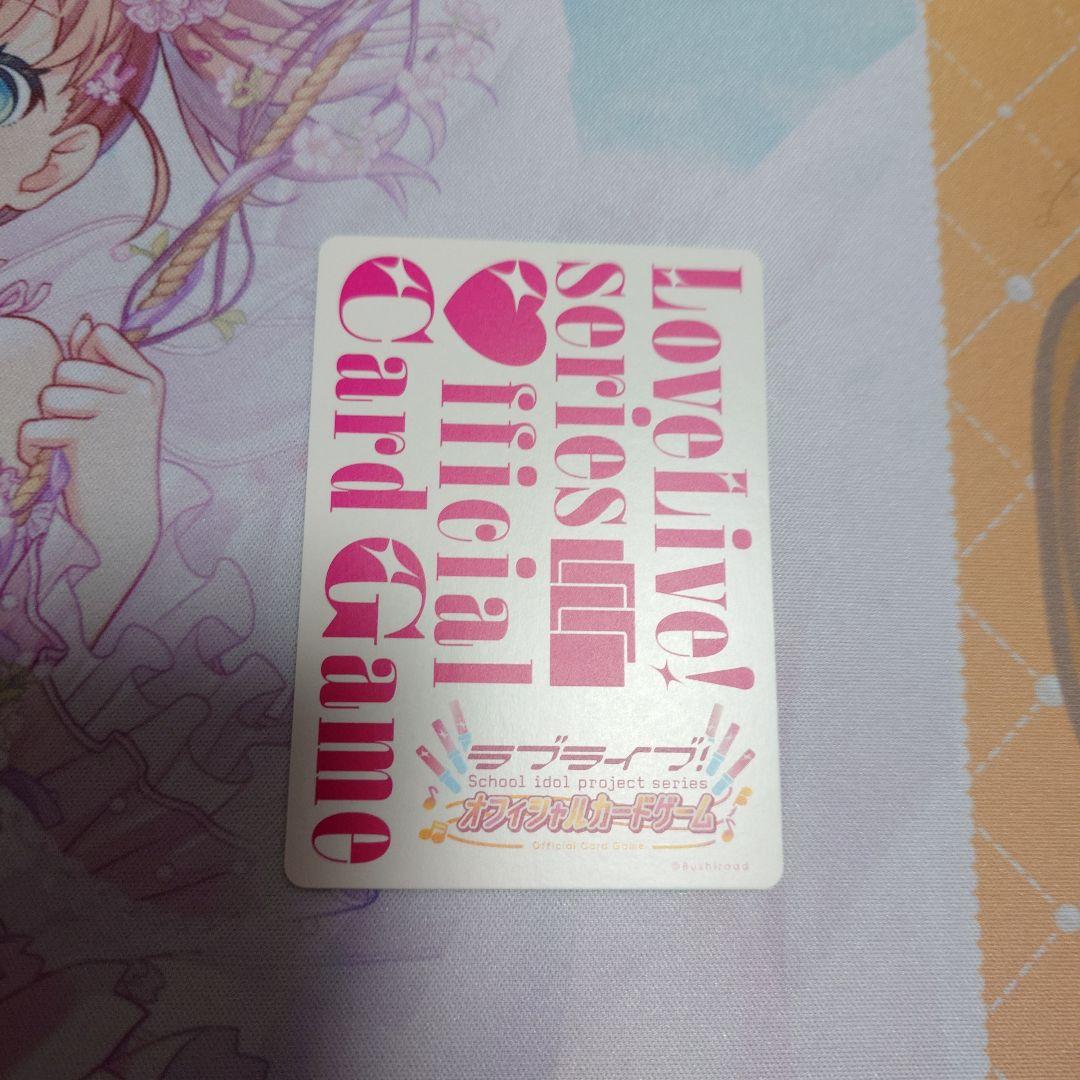 LoveLive!
series
Official
Card Game
ラブライブ!
School idol project series
オフィシャルカードゲーム
Official Card Game
©Bushiroad